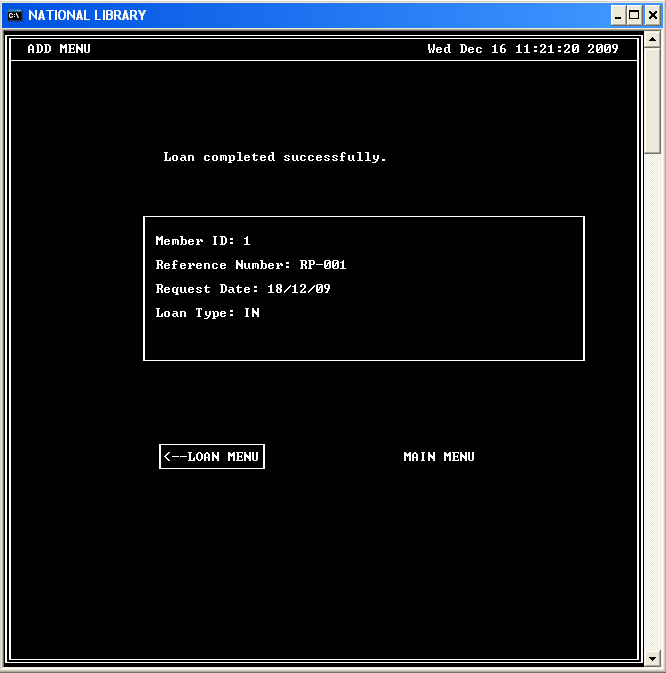 NATIONAL LIBRARY
ADD MENU Wed Dec 16 11:21:20 2009
Loan completed successfully.
Member ID: 1
Reference Number: RP-001
Request Date: 18/12/09
Loan Type: IN
<--LOAN MENU MAIN MENU